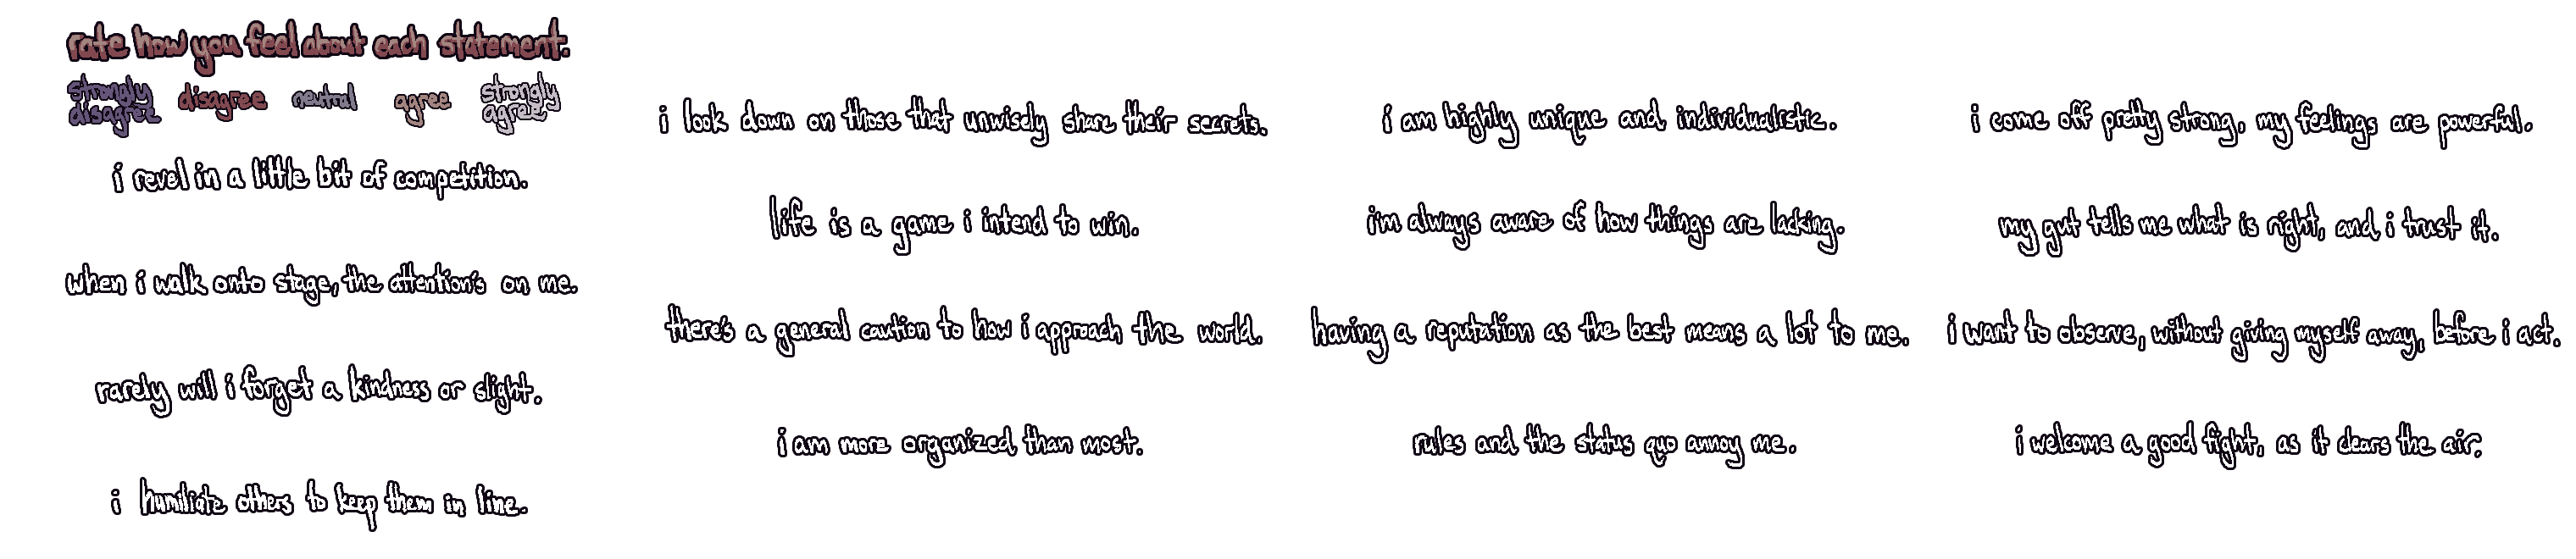 rate how you feel about each statement.
strongly disagree disagree neutral agree strongly agree
i revel in a little bit of competition.
when i walk onto stage, the attention's on me.
rarely will i forget a kindness or slight.
i humiliate others to keep them in line.
i look down on those that unwisely share their secrets.
life is a game i intend to win.
there's a general caution to how i approach the world.
i am more organized than most.
i am highly unique and individualistic.
i'm always aware of how things are lacking.
having a reputation as the best means a lot to me.
rules and the status quo annoy me.
i come off pretty strong, my feelings are powerful.
my gut tells me what is right, and i trust it.
i want to observe, without giving myself away, before i act.
i welcome a good fight, as it clears the air.